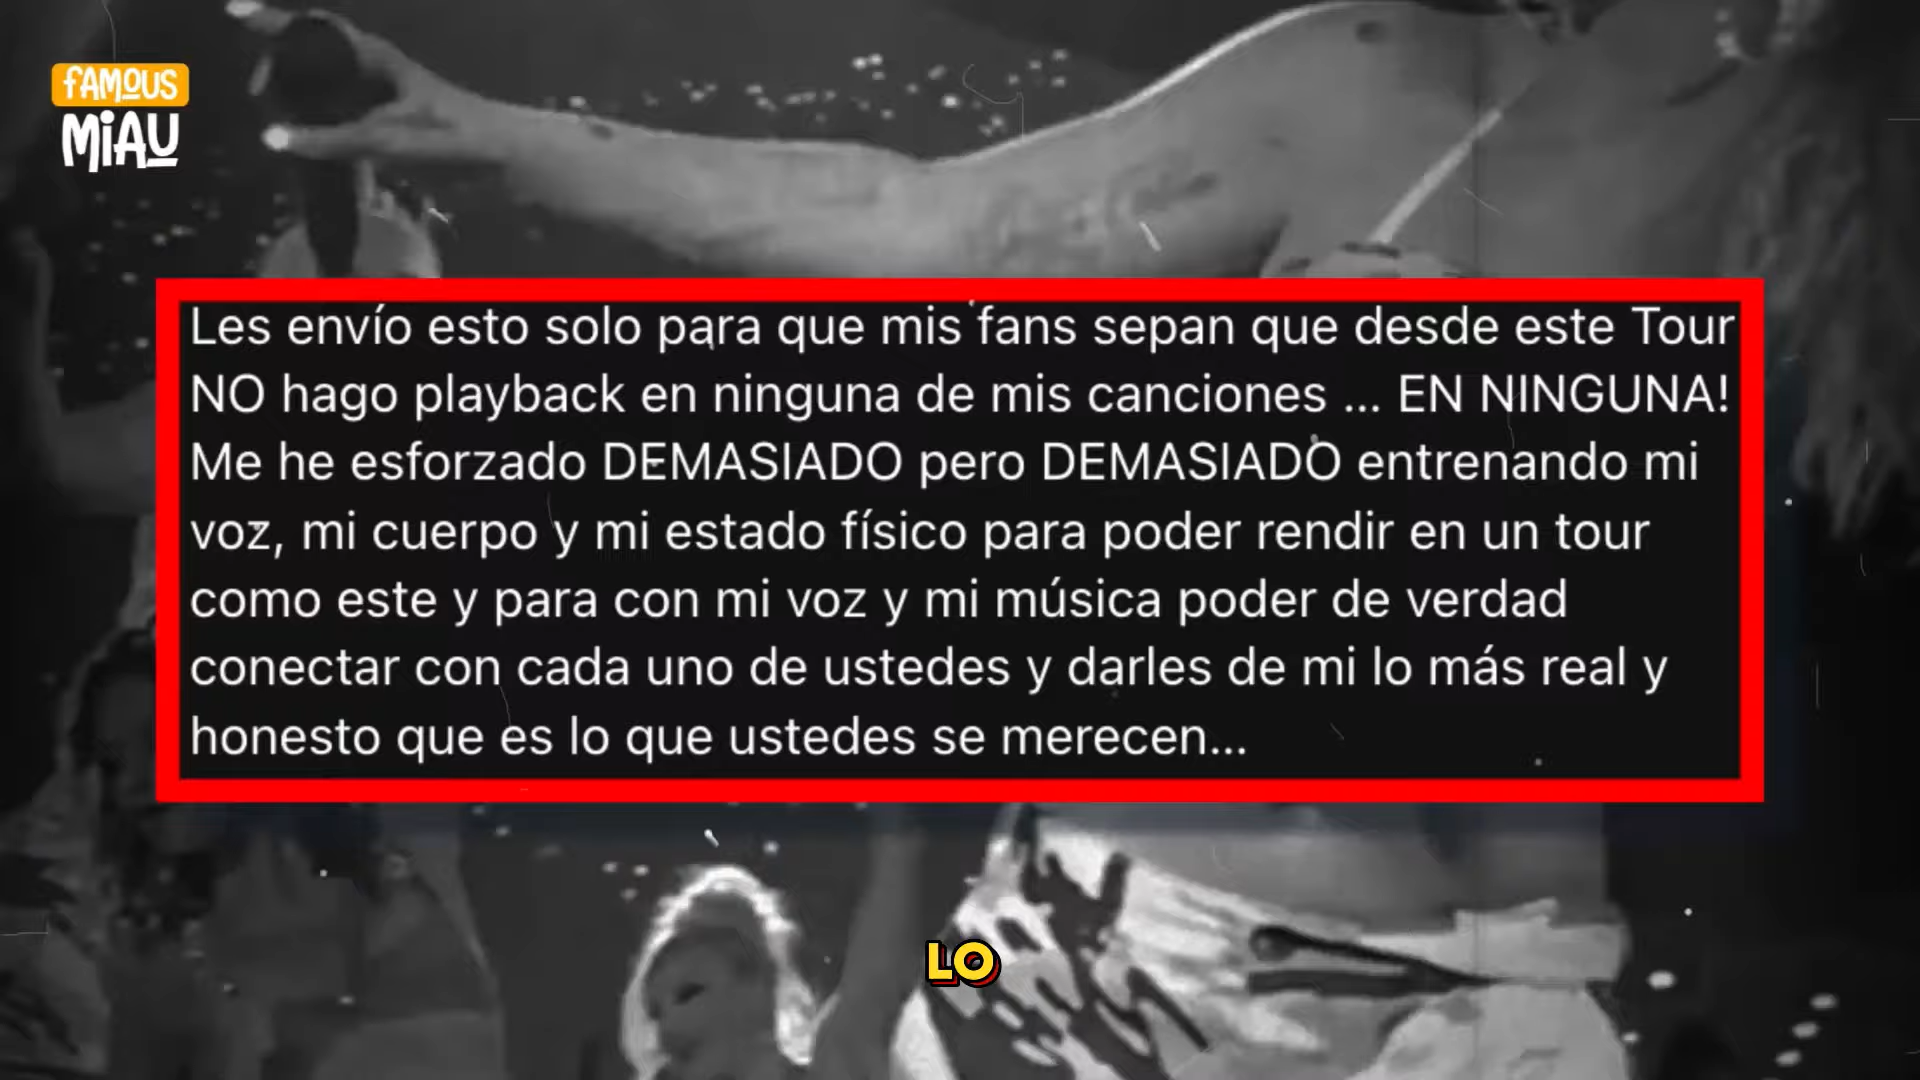 FAMOUS
MIAU
Les envío esto solo para que mis fans sepan que desde este Tour
NO hago playback en ninguna de mis canciones ... EN NINGUNA!
Me he esforzado DEMASIADO pero DEMASIADO entrenando mi
voz, mi cuerpo y mi estado físico para poder rendir en un tour
como este y para con mi voz y mi música poder de verdad
conectar con cada uno de ustedes y darles de mi lo más real y
honesto que es lo que ustedes se merecen...
LO